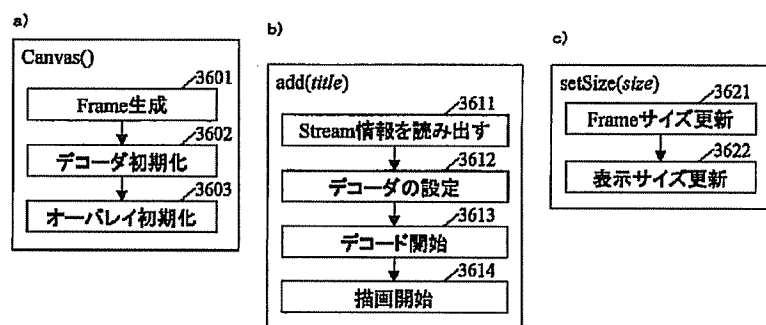 a)
Canvas()
3601
Frame生成
3602
デコーダ初期化
3603
オーバレイ初期化
b)
add(title)
3611
Stream情報を読み出す
3612
デコーダの設定
3613
デコード開始
3614
描画開始
c)
setSize(size)
3621
Frameサイズ更新
3622
表示サイズ更新